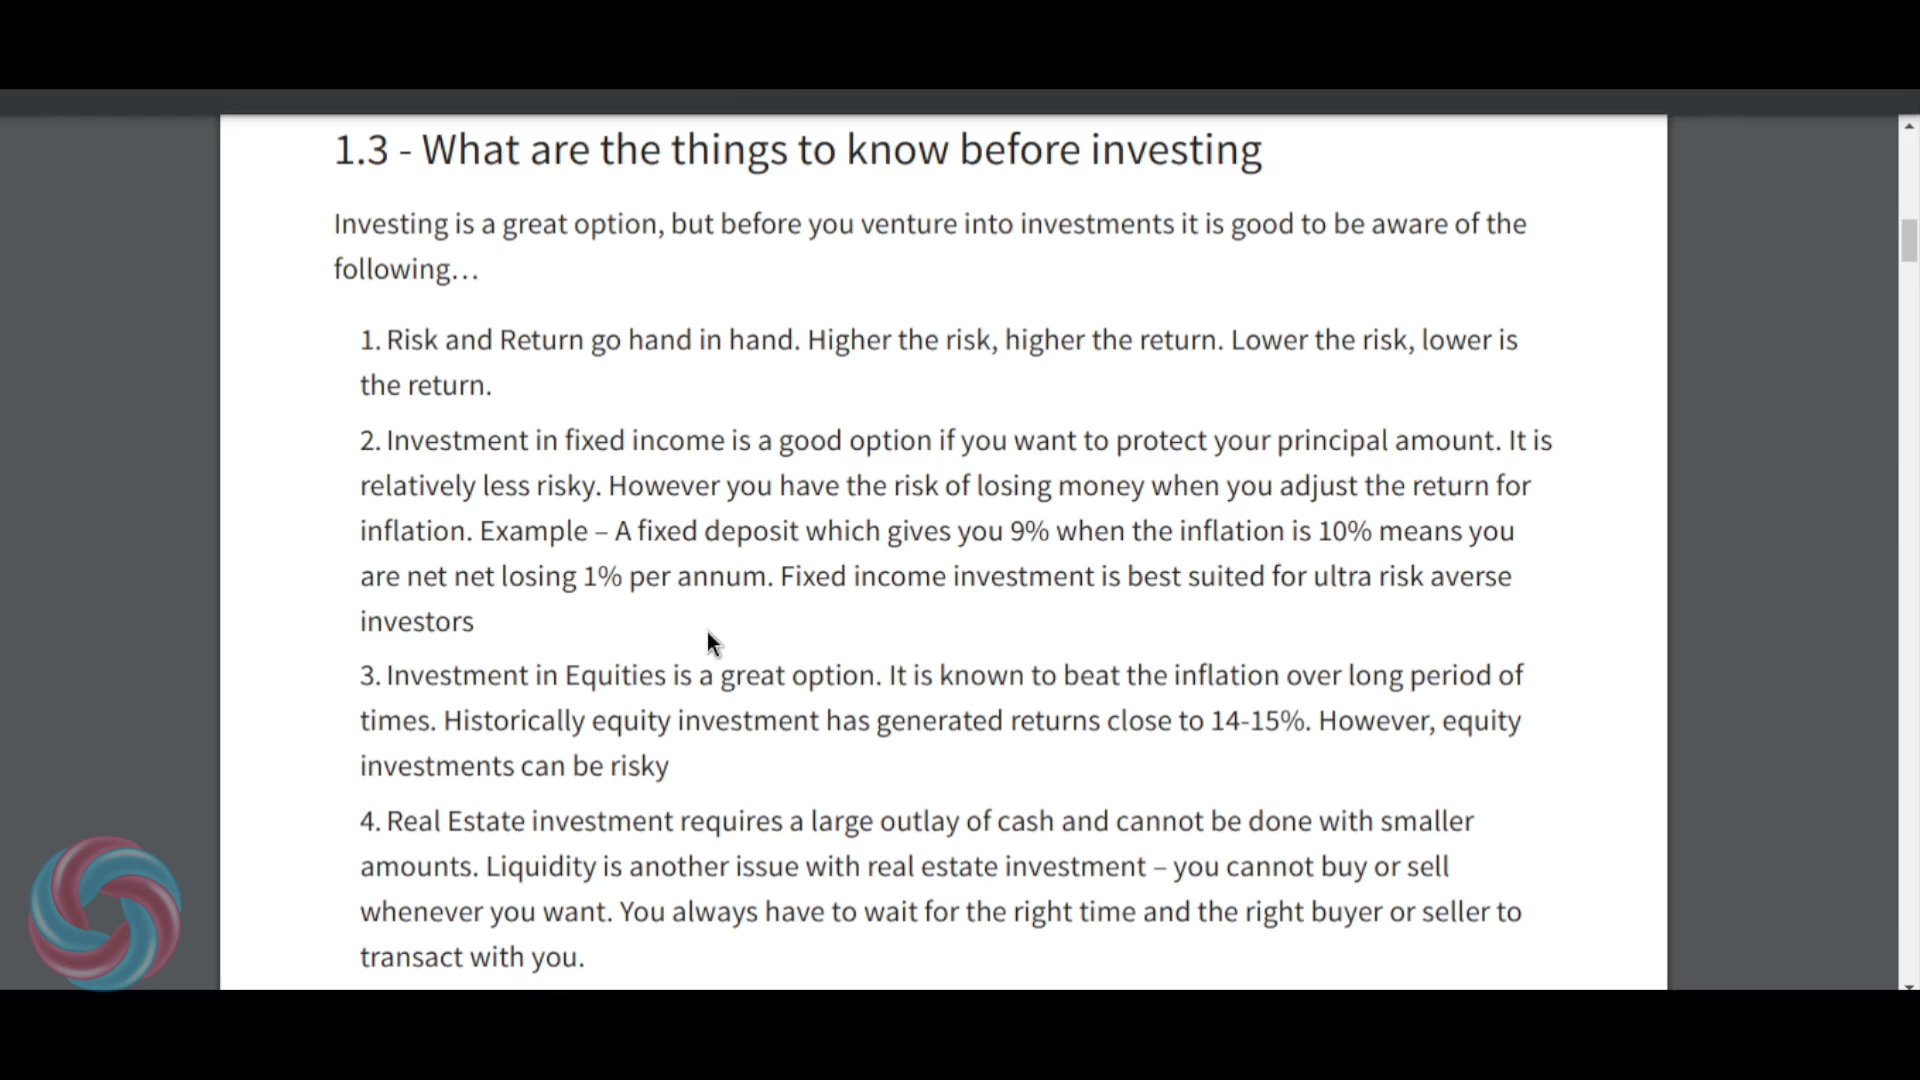 1.3 - What are the things to know before investing
Investing is a great option, but before you venture into investments it is good to be aware of the
following…
1. Risk and Return go hand in hand. Higher the risk, higher the return. Lower the risk, lower is
the return.
2. Investment in fixed income is a good option if you want to protect your principal amount. It is
relatively less risky. However you have the risk of losing money when you adjust the return for
inflation. Example – A fixed deposit which gives you 9% when the inflation is 10% means you
are net net losing 1% per annum. Fixed income investment is best suited for ultra risk averse
investors
3. Investment in Equities is a great option. It is known to beat the inflation over long period of
times. Historically equity investment has generated returns close to 14-15%. However, equity
investments can be risky
4. Real Estate investment requires a large outlay of cash and cannot be done with smaller
amounts. Liquidity is another issue with real estate investment – you cannot buy or sell
whenever you want. You always have to wait for the right time and the right buyer or seller to
transact with you.